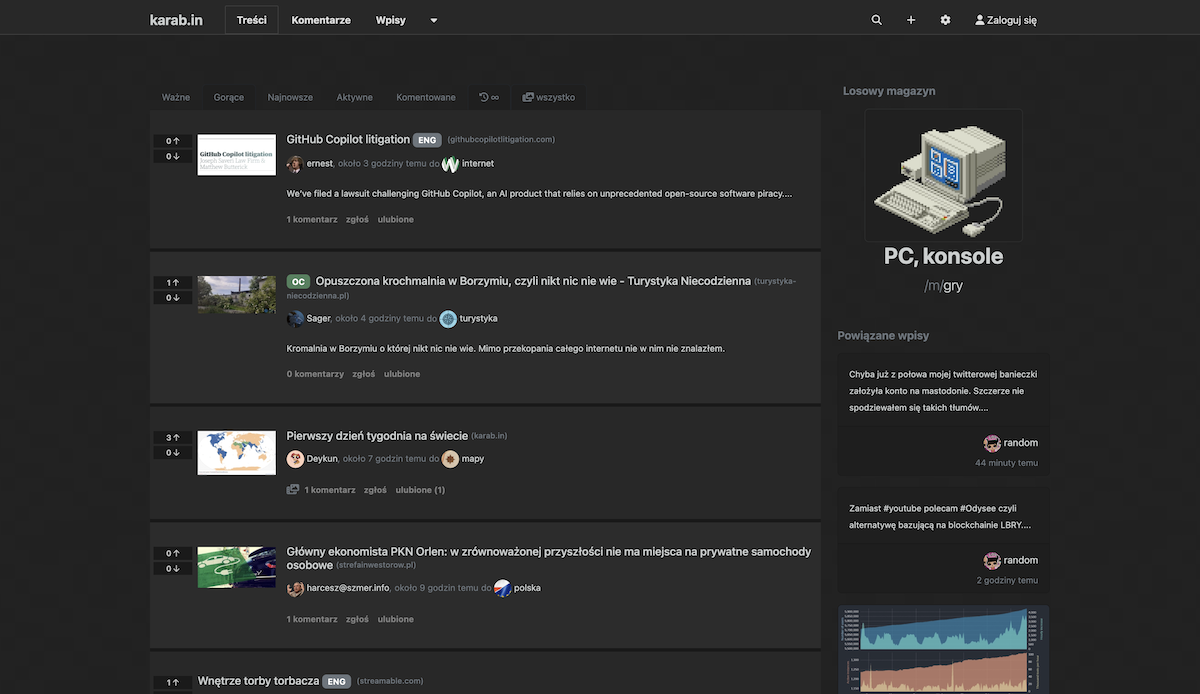 karab.in Treści Komentarze Wpisy Zaloguj się
Ważne Gorące Najnowsze Aktywne Komentowane ∞ wszystko
0
0
GitHub Copilot litigation
GitHub Copilot litigation ENG (githubcopilotlitigation.com)
ernest, około 3 godziny temu do internet
We've filed a lawsuit challenging GitHub Copilot, an AI product that relies on unprecedented open-source software piracy....
1 komentarz zgłoś ulubione
1
0
OC Opuszczona krochmalnia w Borzymiu, czyli nikt nic nie wie - Turystyka Niecodzienna (turystyka-
niecodzienna.pl)
Sager, około 4 godziny temu do turystyka
Kromalnia w Borzymiu o której nikt nic nie wie. Mimo przekopania całego internetu nie w nim nie znalazłem.
0 komentarzy zgłoś ulubione
3
0
Pierwszy dzień tygodnia na świecie (karab.in)
Deykun, około 7 godzin temu do mapy
1 komentarz zgłoś ulubione (1)
0
0
Główny ekonomista PKN Orlen: w zrównoważonej przyszłości nie ma miejsca na prywatne samochody
osobowe (strefainwestorow.pl)
harcesz@szmer.info, około 9 godzin temu do polska
1 komentarz zgłoś ulubione
1
Wnętrze torby torbacza ENG (streamable.com)
Losowy magazyn
PC, konsole
/m/gry
Powiązane wpisy
Chyba już z połowa mojej twitterowej banieczki
założyła konto na mastodonie. Szczerze nie
spodziewałem się takich tłumów....
random
44 minuty temu
Zamiast #youtube polecam #Odysee czyli
alternatywę bazującą na blockchainie LBRY....
random
2 godziny temu